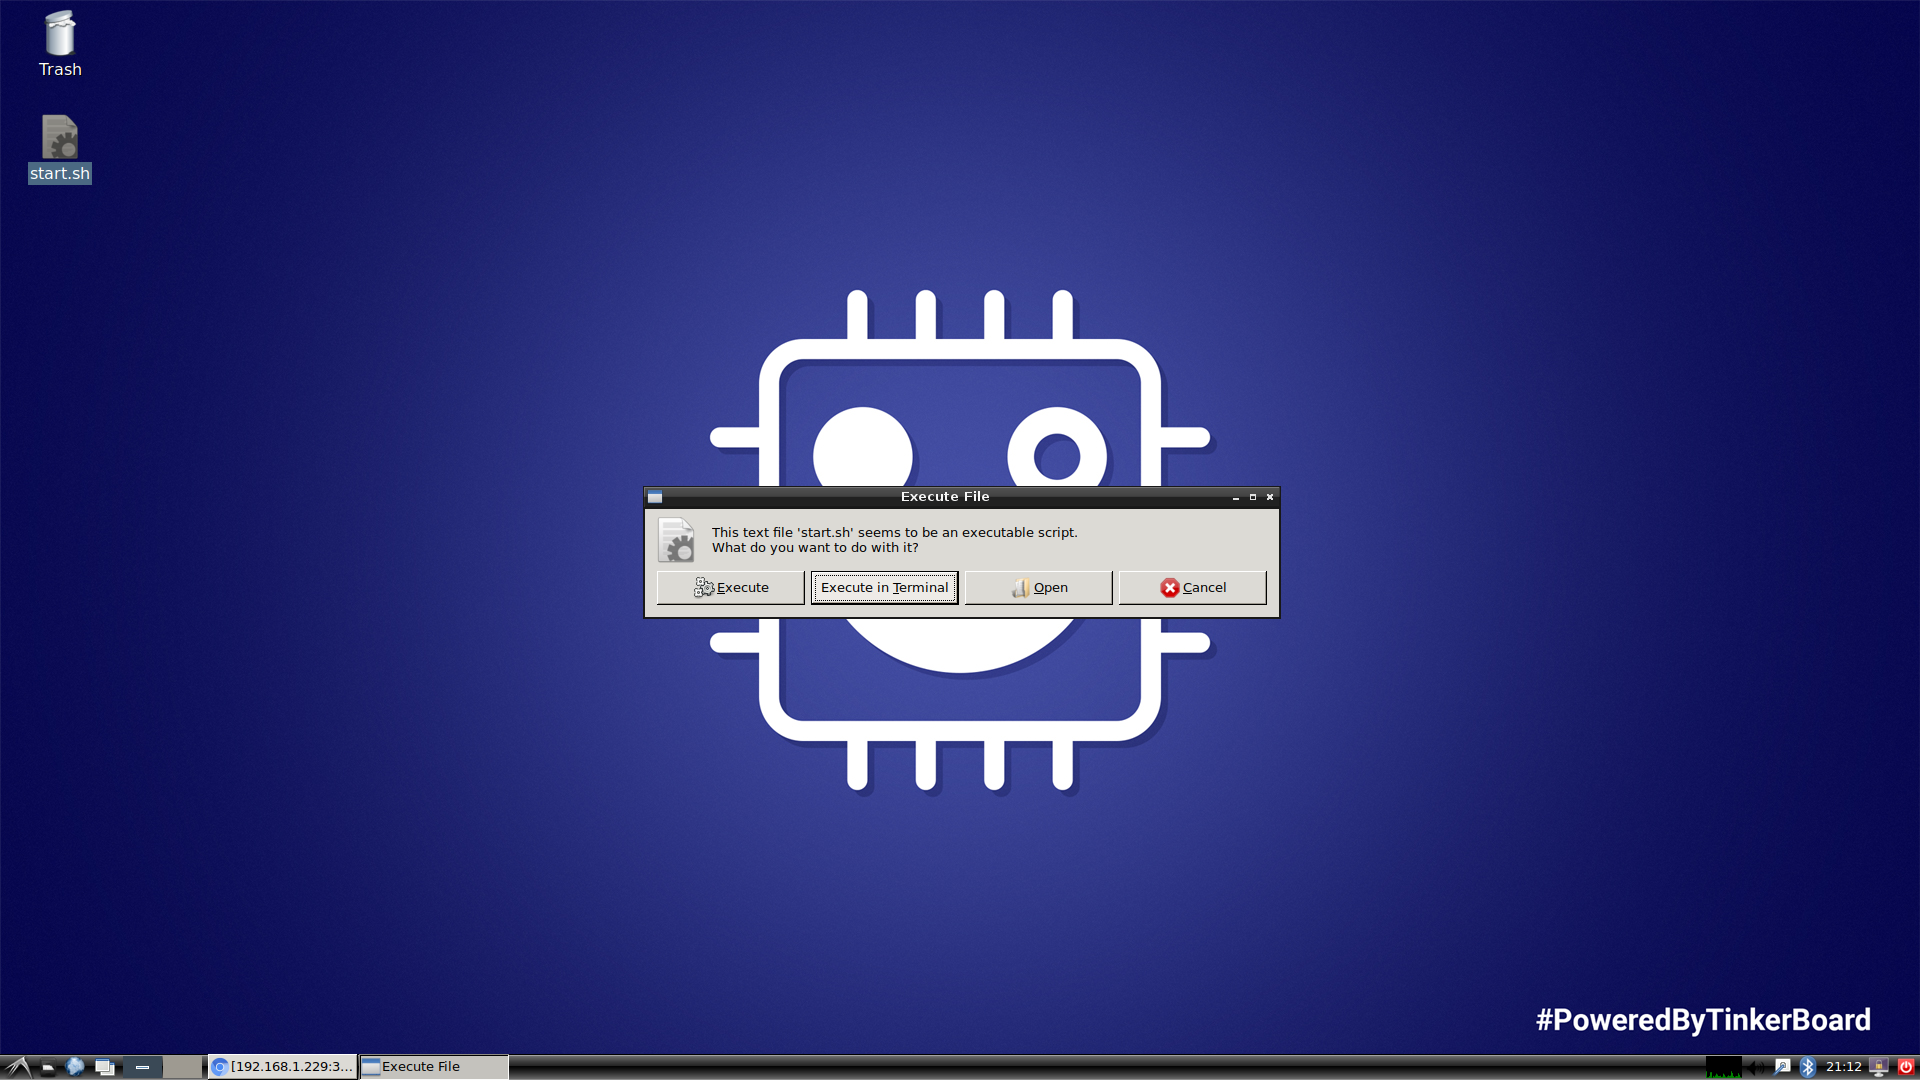 Trash
start.sh
Execute File
This text file 'start.sh' seems to be an executable script.
What do you want to do with it?
Execute
Execute in Terminal
Open
Cancel
#PoweredByTinkerBoard
[192.168.1.229:3...
Execute File
21:12